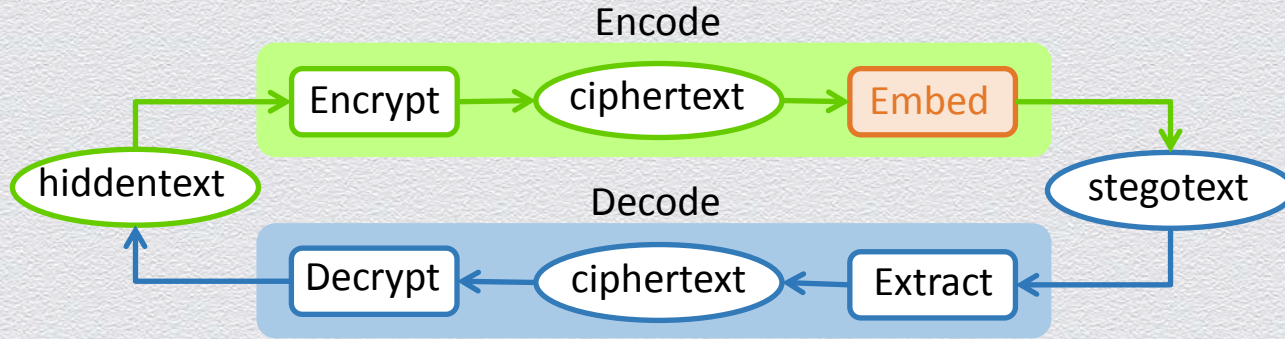 Encode
Encrypt
ciphertext
Embed
hiddentext
stegotext
Decode
Decrypt
ciphertext
Extract